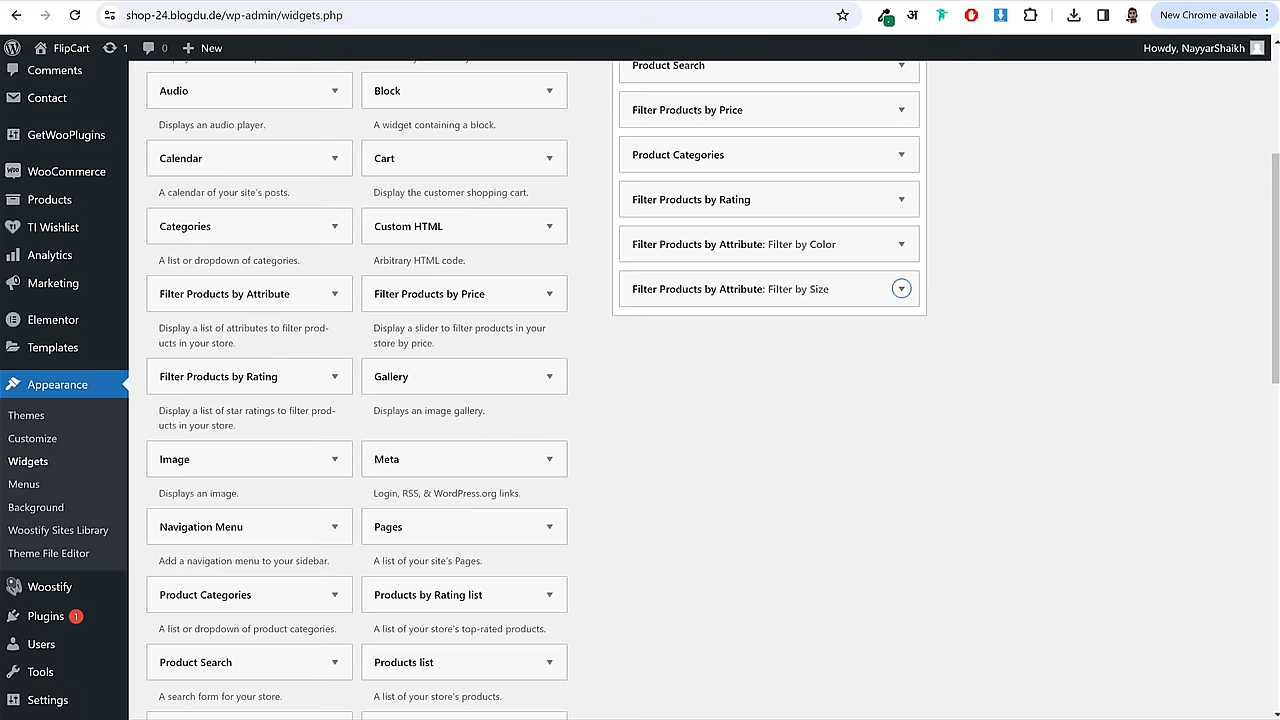 shop-24.blogdu.de/wp-admin/widgets.php
अ
New Chrome available
FlipCart
1
0
New
Howdy, NayyarShaikh
Comments
Contact
GetWooPlugins
WooCommerce
Products
TI Wishlist
Analytics
Marketing
Elementor
Templates
Appearance
Themes
Customize
Widgets
Menus
Background
Woostify Sites Library
Theme File Editor
Woostify
Plugins 1
Users
Tools
Settings
Audio
Displays an audio player.
Block
A widget containing a block.
Calendar
A calendar of your site's posts.
Cart
Display the customer shopping cart.
Categories
A list or dropdown of categories.
Custom HTML
Arbitrary HTML code.
Filter Products by Attribute
Display a list of attributes to filter prod-
ucts in your store.
Filter Products by Price
Display a slider to filter products in your
store by price.
Filter Products by Rating
Display a list of star ratings to filter prod-
ucts in your store.
Gallery
Displays an image gallery.
Image
Displays an image.
Meta
Login, RSS, & WordPress.org links.
Navigation Menu
Add a navigation menu to your sidebar.
Pages
A list of your site's Pages.
Product Categories
A list or dropdown of product categories.
Products by Rating list
A list of your store's top-rated products.
Product Search
A search form for your store.
Products list
A list of your store's products.
Product Search
Filter Products by Price
Product Categories
Filter Products by Rating
Filter Products by Attribute: Filter by Color
Filter Products by Attribute: Filter by Size